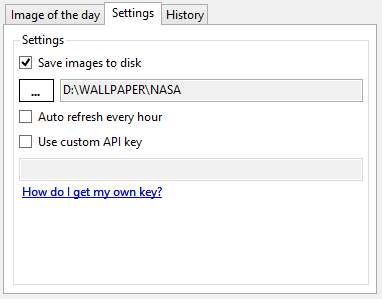 Image of the day Settings History
Settings
Save images to disk
... D:\WALLPAPER\NASA
Auto refresh every hour
Use custom API key
How do I get my own key?